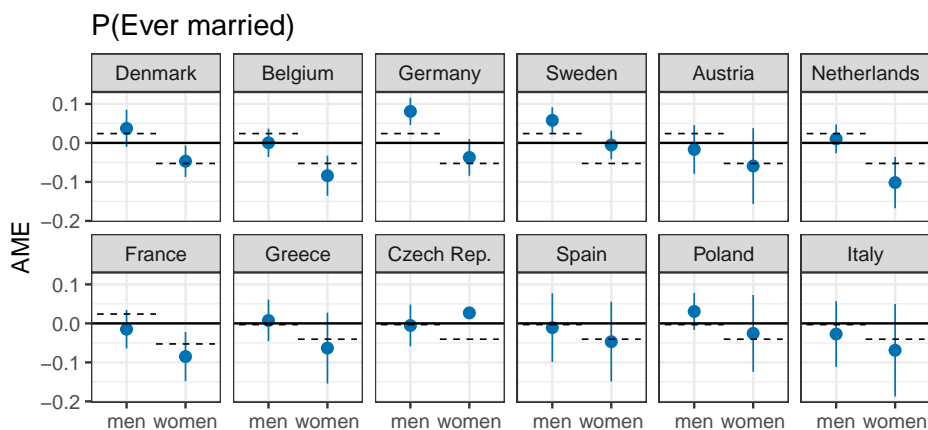 P(Ever married)
Denmark Belgium Germany Sweden Austria Netherlands
0.1
0.0
−0.1
−0.2
AME
France Greece Czech Rep. Spain Poland Italy
0.1
0.0
−0.1
−0.2
men women men women men women men women men women men women